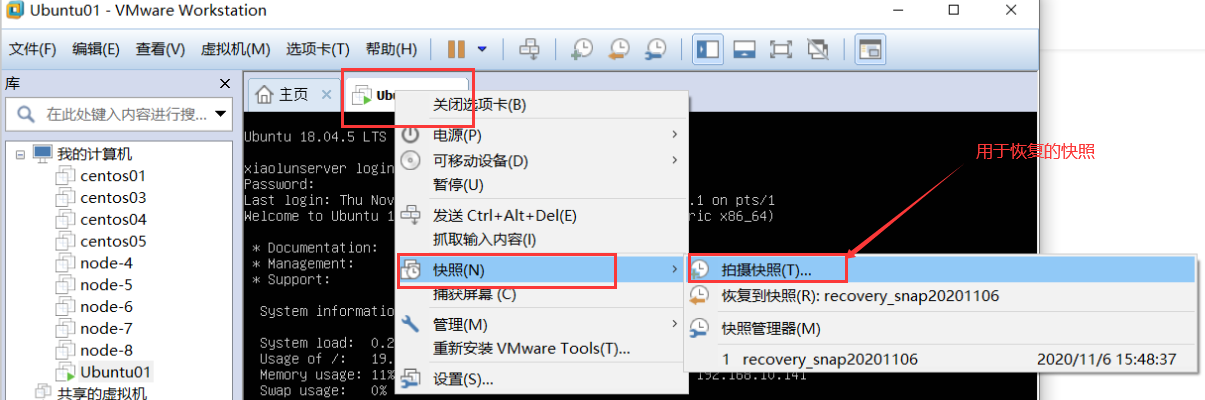 Ubuntu01 - VMware Workstation
文件(F) 编辑(E) 查看(V) 虚拟机(M) 选项卡(T) 帮助(H)
库
在此处键入内容进行搜...
我的计算机
centos01
centos03
centos04
centos05
node-4
node-5
node-6
node-7
node-8
Ubuntu01
共享的虚拟机
主页
Ubuntu 18.04.5 LTS
xiaolunserver login
Password:
Last login: Thu Nov .1 on pts/1
Welcome to Ubuntu 1 ric x86_64)
* Documentation:
* Management:
* Support:
System informatio
System load: 0.2
Usage of /: 19.
Memory usage: 11% 192.168.10.141
Swap usage: 0%
关闭选项卡(B)
电源(P)
可移动设备(D)
暂停(U)
发送 Ctrl+Alt+Del(E)
抓取输入内容(I)
快照(N)
捕获屏幕 (C)
管理(M)
重新安装 VMware Tools(T)...
设置(S)...
用于恢复的快照
拍摄快照(T)...
恢复到快照(R): recovery_snap20201106
快照管理器(M)
1 recovery_snap20201106 2020/11/6 15:48:37